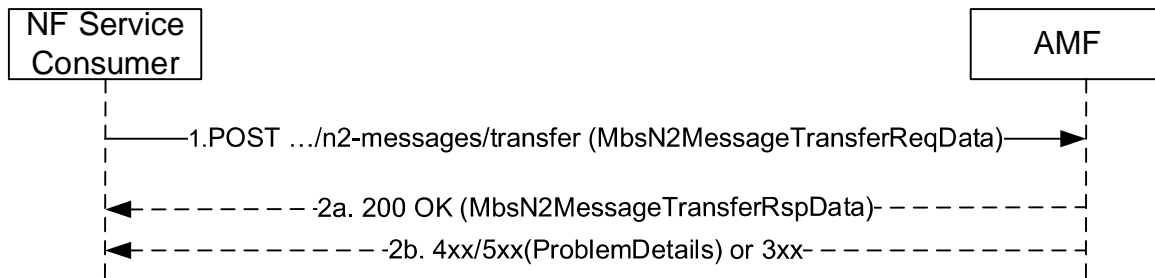 NF Service
Consumer
AMF
1.POST …/n2-messages/transfer (MbsN2MessageTransferReqData)
2a. 200 OK (MbsN2MessageTransferRspData)
2b. 4xx/5xx(ProblemDetails) or 3xx